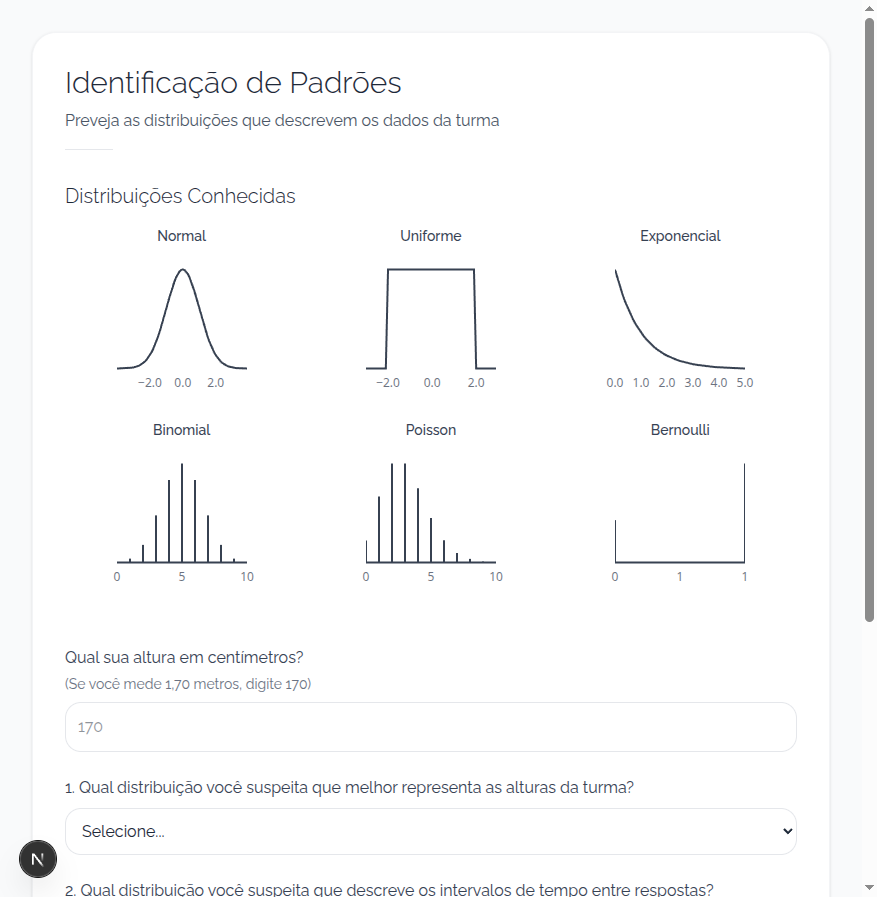 Identificação de Padrões
Preveja as distribuições que descrevem os dados da turma
Distribuições Conhecidas
Normal Uniforme Exponencial
−2.0 0.0 2.0 −2.0 0.0 2.0 0.0 1.0 2.0 3.0 4.0 5.0
Binomial Poisson Bernoulli
0 5 10 0 5 10 0 1 1
Qual sua altura em centímetros?
(Se você mede 1,70 metros, digite 170)
170
1. Qual distribuição você suspeita que melhor representa as alturas da turma?
Selecione...
N
2. Qual distribuição você suspeita que descreve os intervalos de tempo entre respostas?